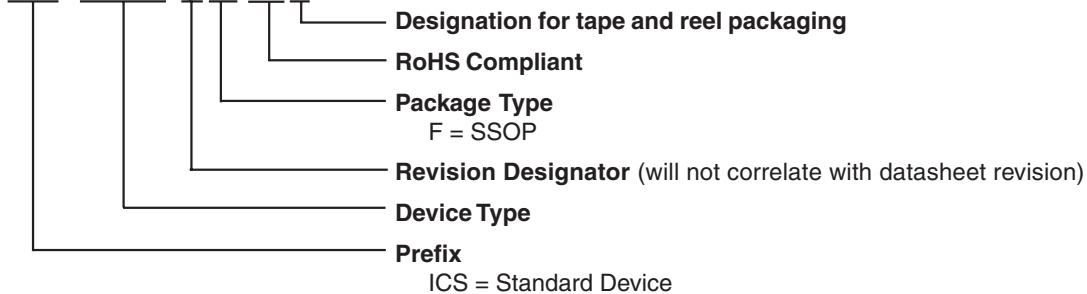 Designation for tape and reel packaging
RoHS Compliant
Package Type
F = SSOP
Revision Designator (will not correlate with datasheet revision)
Device Type
Prefix
ICS = Standard Device